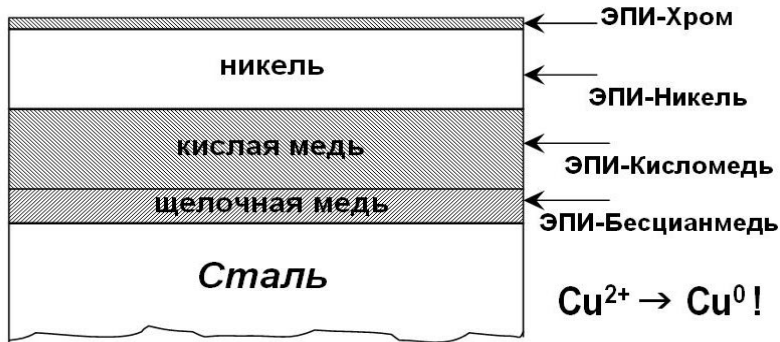 ЭПИ-Хром
никель
ЭПИ-Никель
кислая медь
ЭПИ-Кисломедь
щелочная медь
ЭПИ-Бесцианмедь
Сталь
Cu²⁺ → Cu⁰ !